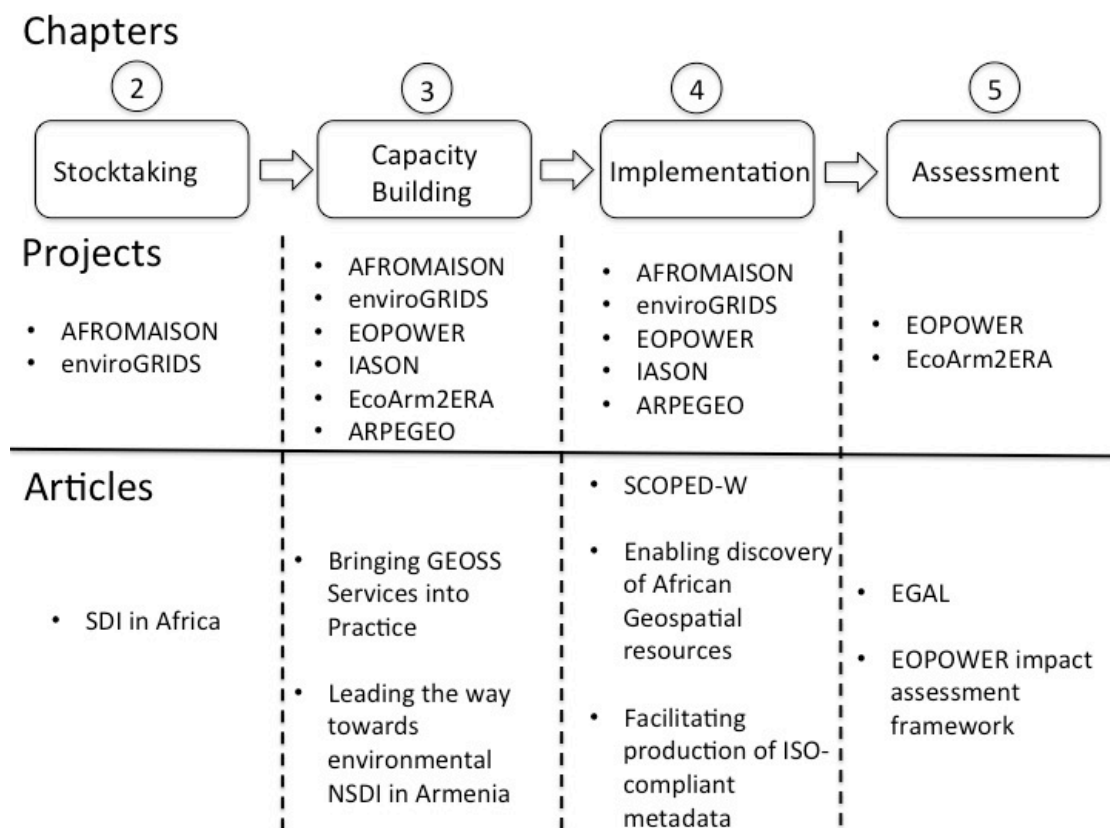 Chapters
2
3
4
5
Stocktaking
Capacity
Building
Implementation
Assessment
Projects
• AFROMAISON
• enviroGRIDS
• AFROMAISON
• enviroGRIDS
• EOPOWER
• IASON
• EcoArm2ERA
• ARPEGEO
• AFROMAISON
• enviroGRIDS
• EOPOWER
• IASON
• ARPEGEO
• EOPOWER
• EcoArm2ERA
Articles
• SDI in Africa
• Bringing GEOSS
Services into
Practice
• Leading the way
towards
environmental
NSDI in Armenia
• SCOPED-W
• Enabling discovery
of African
Geospatial
resources
• Facilitating
production of ISO-
compliant
metadata
• EGAL
• EOPOWER impact
assessment
framework